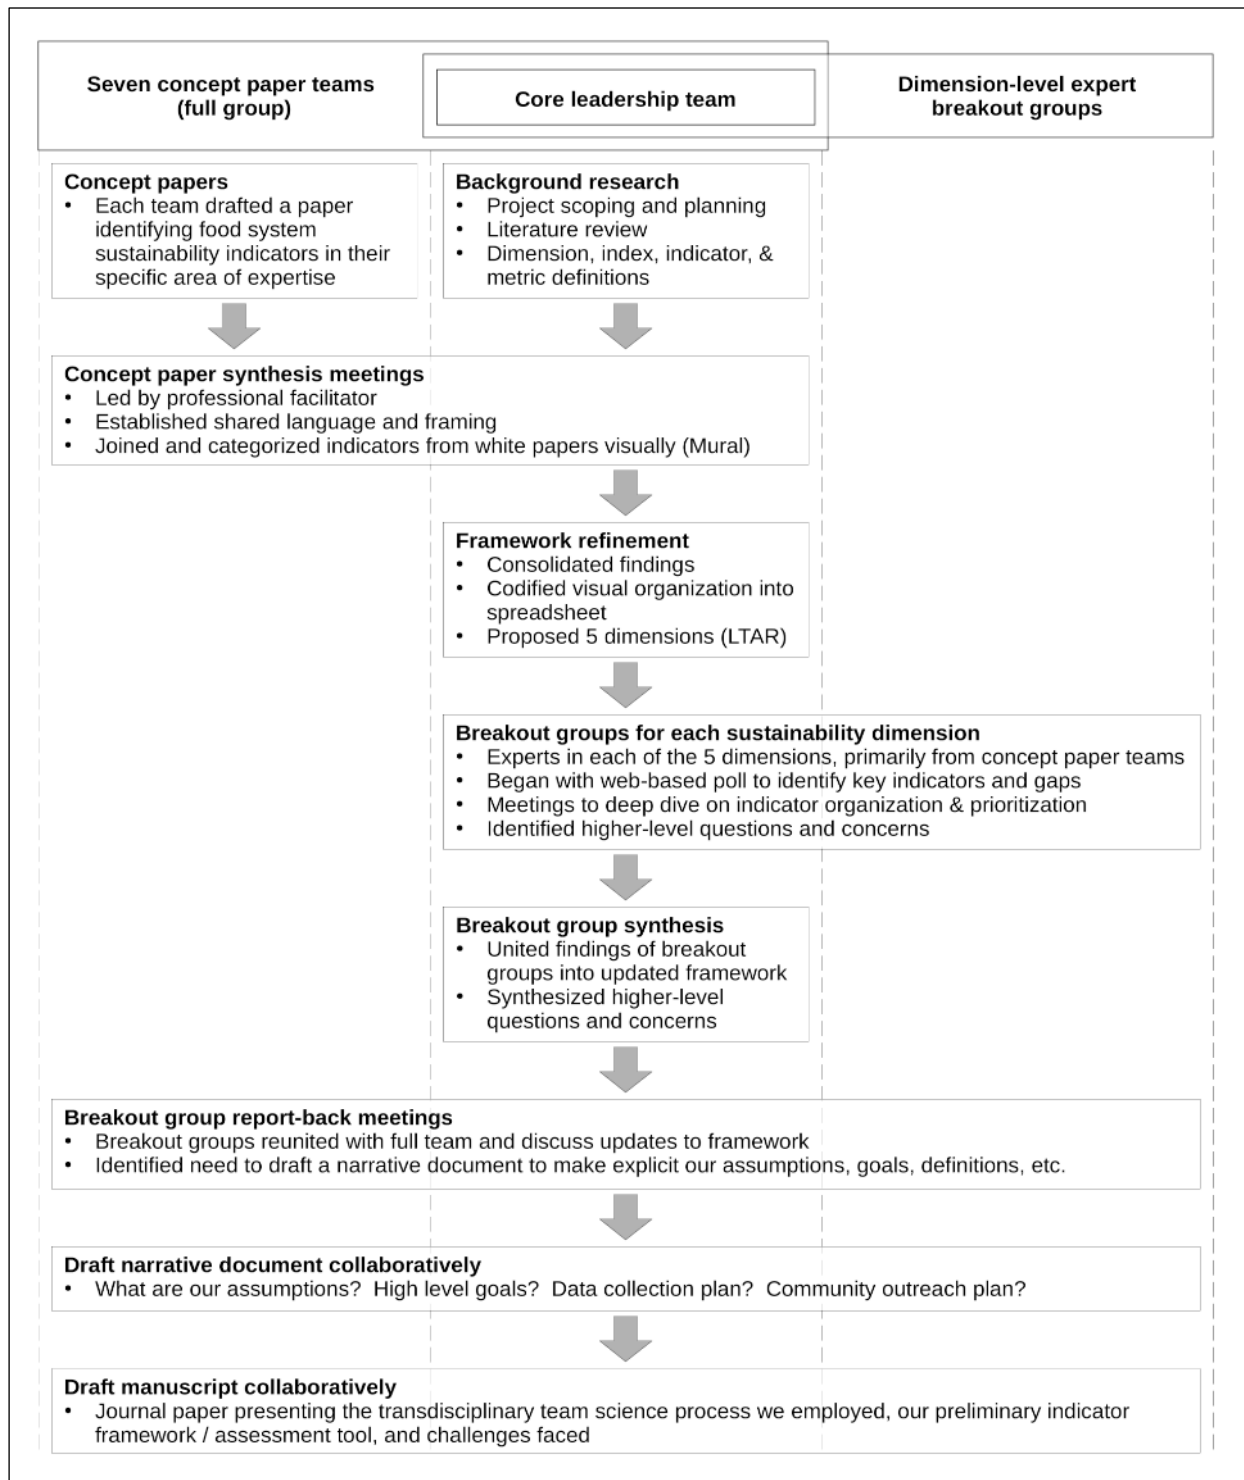 Seven concept paper teams
(full group)
Core leadership team
Dimension-level expert
breakout groups
Concept papers
• Each team drafted a paper
identifying food system
sustainability indicators in their
specific area of expertise
Background research
• Project scoping and planning
• Literature review
• Dimension, index, indicator, &
metric definitions
Concept paper synthesis meetings
• Led by professional facilitator
• Established shared language and framing
• Joined and categorized indicators from white papers visually (Mural)
Framework refinement
• Consolidated findings
• Codified visual organization into
spreadsheet
• Proposed 5 dimensions (LTAR)
Breakout groups for each sustainability dimension
• Experts in each of the 5 dimensions, primarily from concept paper teams
• Began with web-based poll to identify key indicators and gaps
• Meetings to deep dive on indicator organization & prioritization
• Identified higher-level questions and concerns
Breakout group synthesis
• United findings of breakout
groups into updated framework
• Synthesized higher-level
questions and concerns
Breakout group report-back meetings
• Breakout groups reunited with full team and discuss updates to framework
• Identified need to draft a narrative document to make explicit our assumptions, goals, definitions, etc.
Draft narrative document collaboratively
• What are our assumptions?  High level goals?  Data collection plan?  Community outreach plan?
Draft manuscript collaboratively
• Journal paper presenting the transdisciplinary team science process we employed, our preliminary indicator
framework / assessment tool, and challenges faced